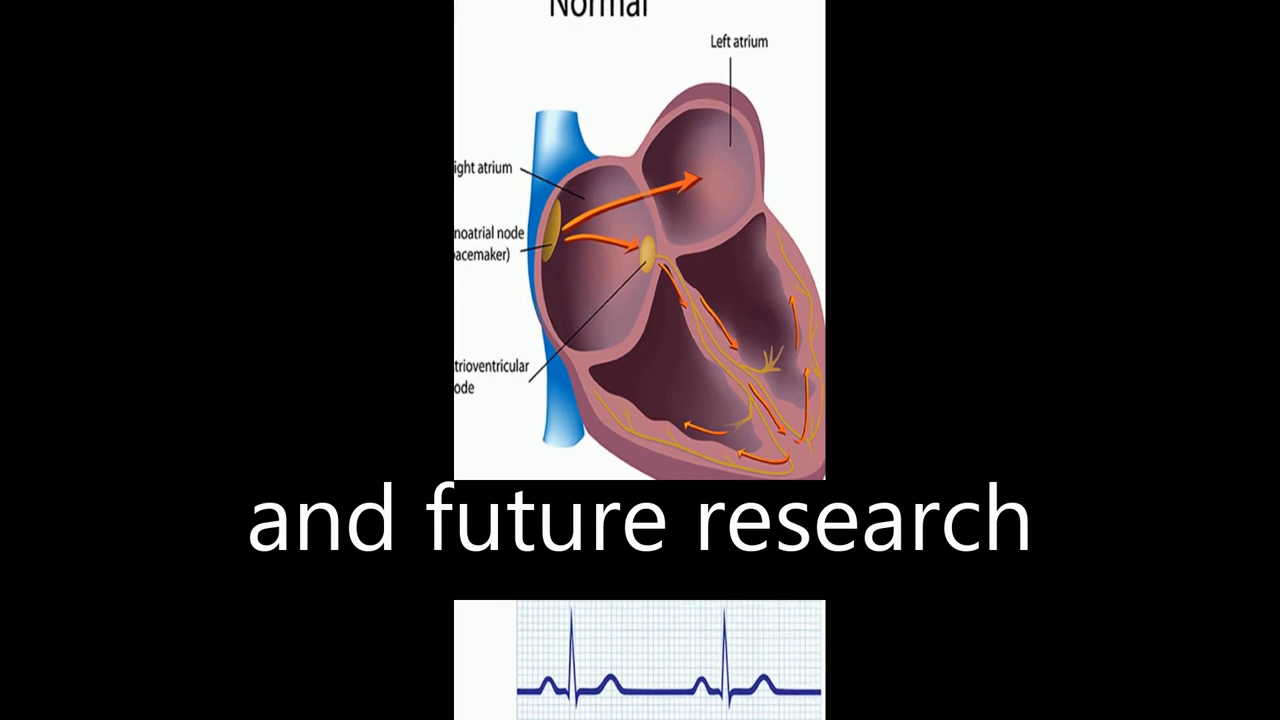 Normal
Left atrium
ight atrium
noatrial node
acemaker)
trioventricular
ode
and future research